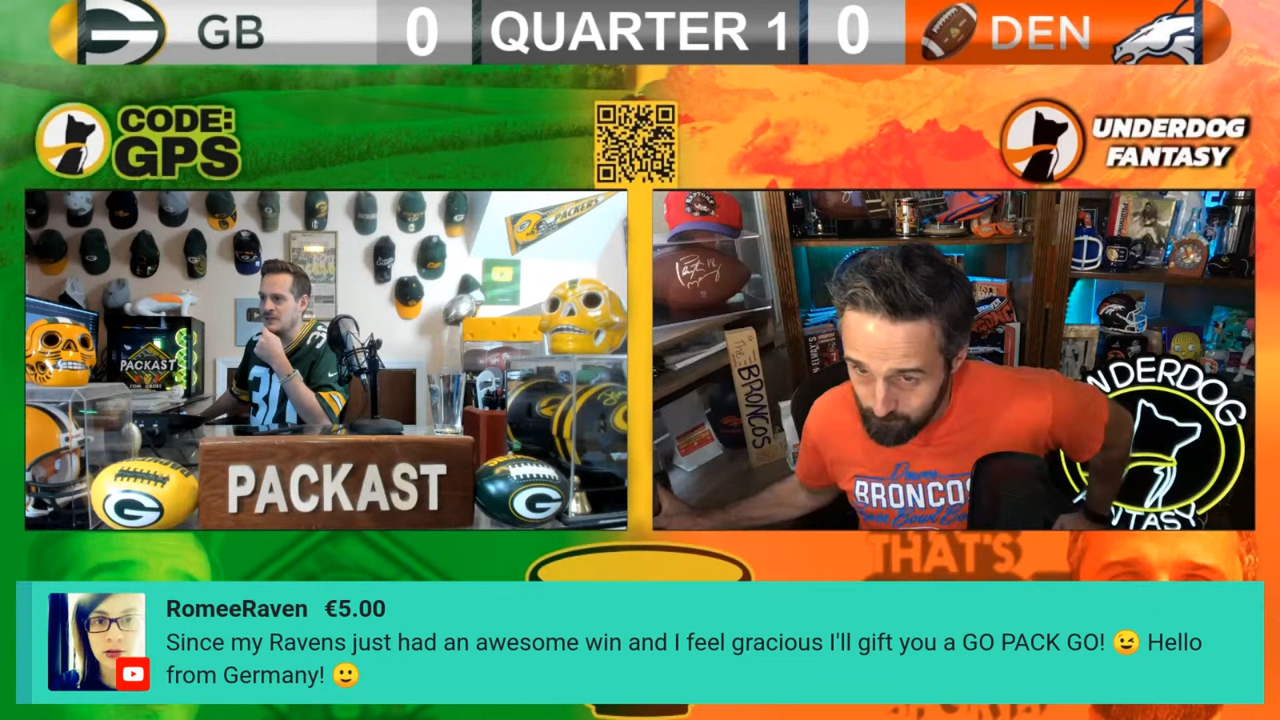 GB 0 QUARTER 1 0 DEN
CODE:
GPS
UNDERDOG
FANTASY
PACKERS
PACKAST
PACKAST
THE BRONCOS
BRONCOS
UNDERDOG
THAT'S
RomeeRaven €5.00
Since my Ravens just had an awesome win and I feel gracious I'll gift you a GO PACK GO! 😉 Hello
from Germany! 🙂